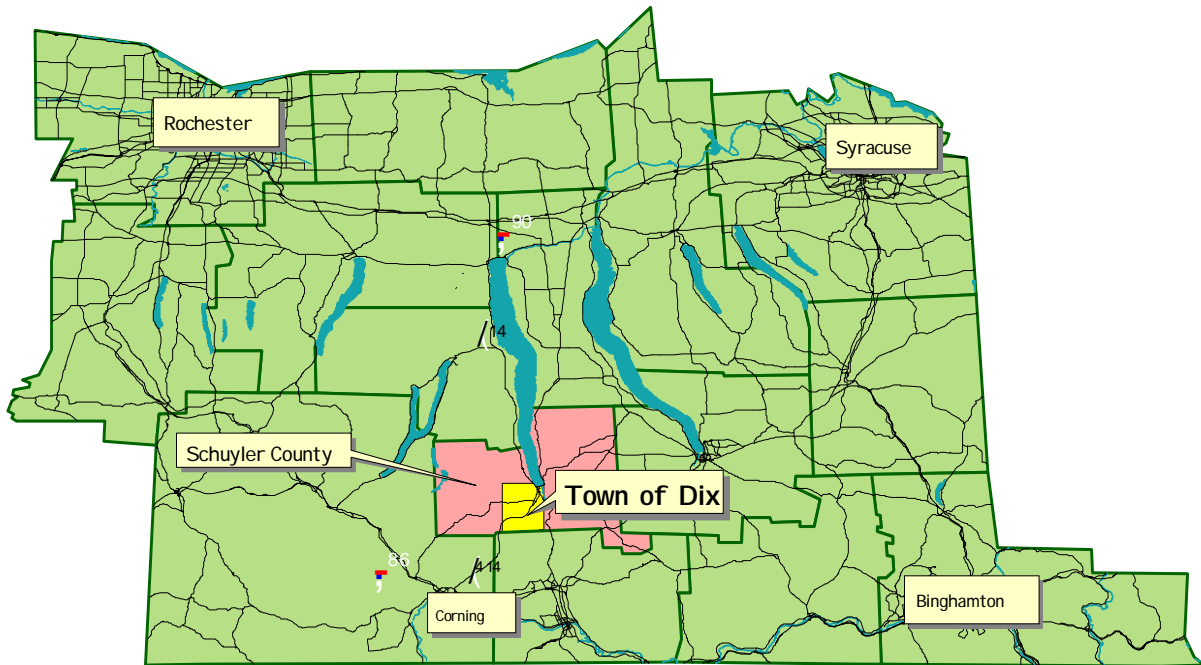 Rochester
Syracuse
90
14
Schuyler County
Town of Dix
86
414
Corning
Binghamton